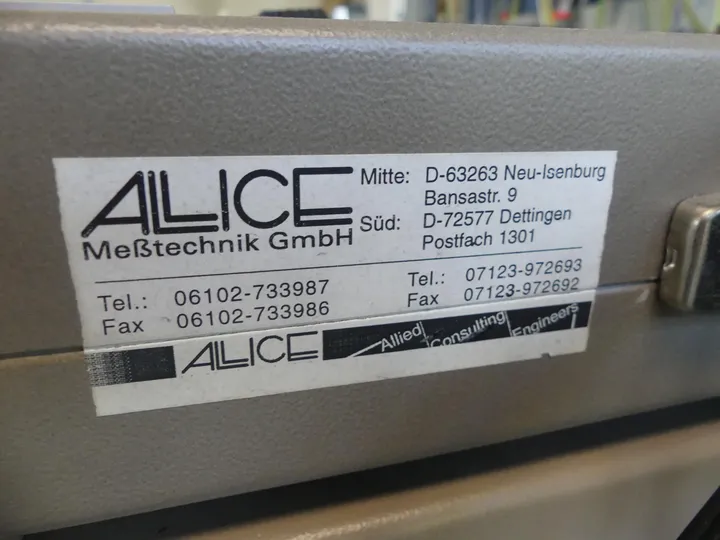 ALLICE
Meßtechnik GmbH
Mitte: D-63263 Neu-Isenburg
Bansastr. 9
Süd: D-72577 Dettingen
Postfach 1301
Tel.: 06102-733987
Fax 06102-733986
Tel.: 07123-972693
Fax 07123-972692
ALLICE
Allied Consulting Engineers